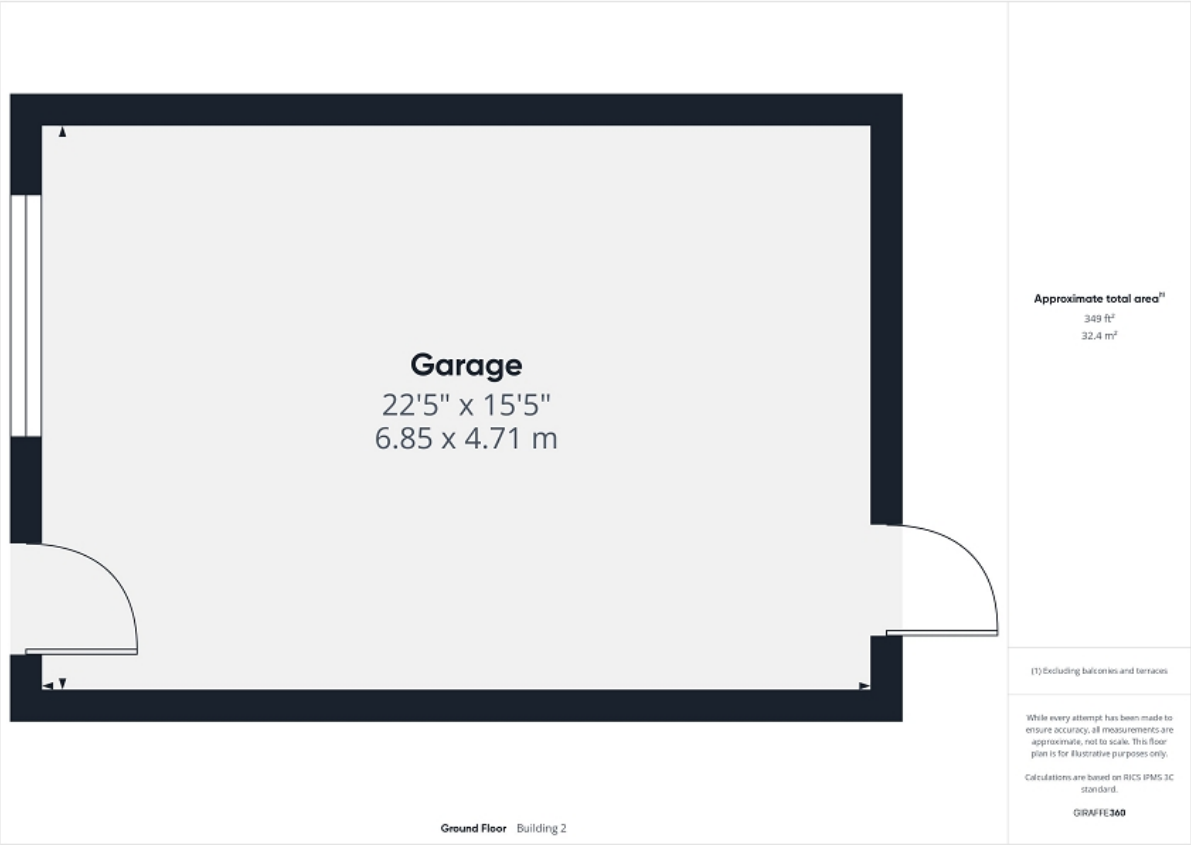 Garage
22'5" x 15'5"
6.85 x 4.71 m
Ground Floor Building 2
Approximate total area(1)
349 ft²
32.4 m²
(1) Excluding balconies and terraces
While every attempt has been made to
ensure accuracy, all measurements are
approximate, not to scale. This floor
plan is for illustrative purposes only.
Calculations are based on RICS IPMS 3C
standard.
GIRAFFE360